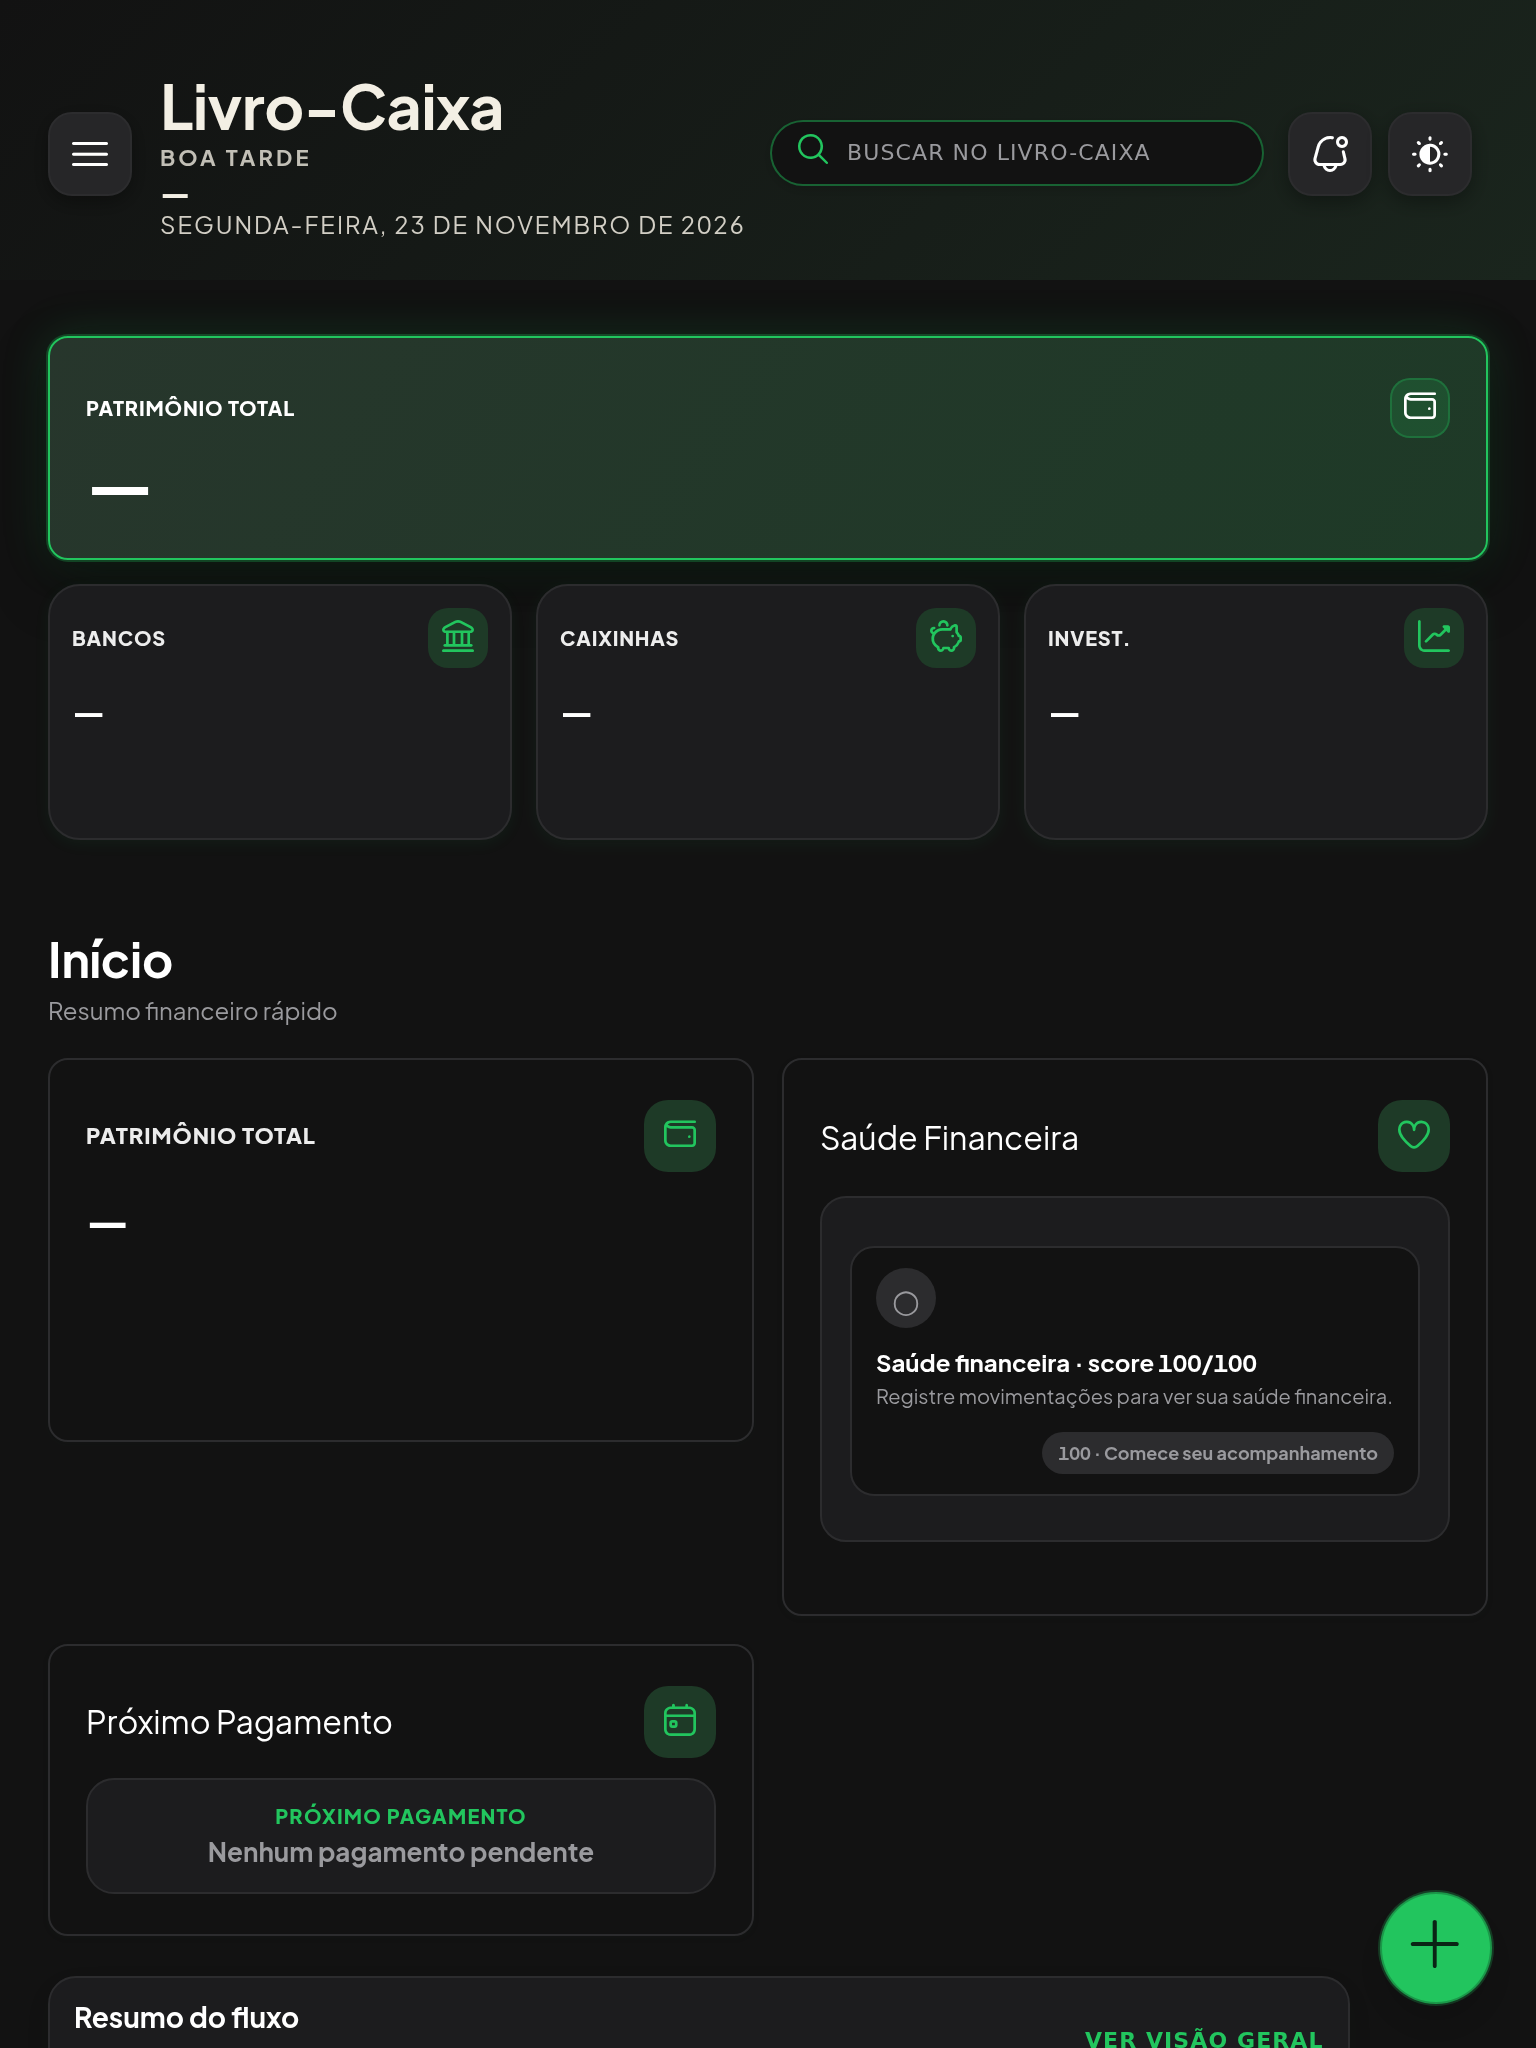 Livro-Caixa
BOA TARDE
—
SEGUNDA-FEIRA, 23 DE NOVEMBRO DE 2026
BUSCAR NO LIVRO-CAIXA
PATRIMÔNIO TOTAL
—
BANCOS
—
CAIXINHAS
—
INVEST.
—
Início
Resumo financeiro rápido
PATRIMÔNIO TOTAL
—
Saúde Financeira
Saúde financeira · score 100/100
Registre movimentações para ver sua saúde financeira.
100 · Comece seu acompanhamento
Próximo Pagamento
PRÓXIMO PAGAMENTO
Nenhum pagamento pendente
Resumo do fluxo
VER VISÃO GERAL